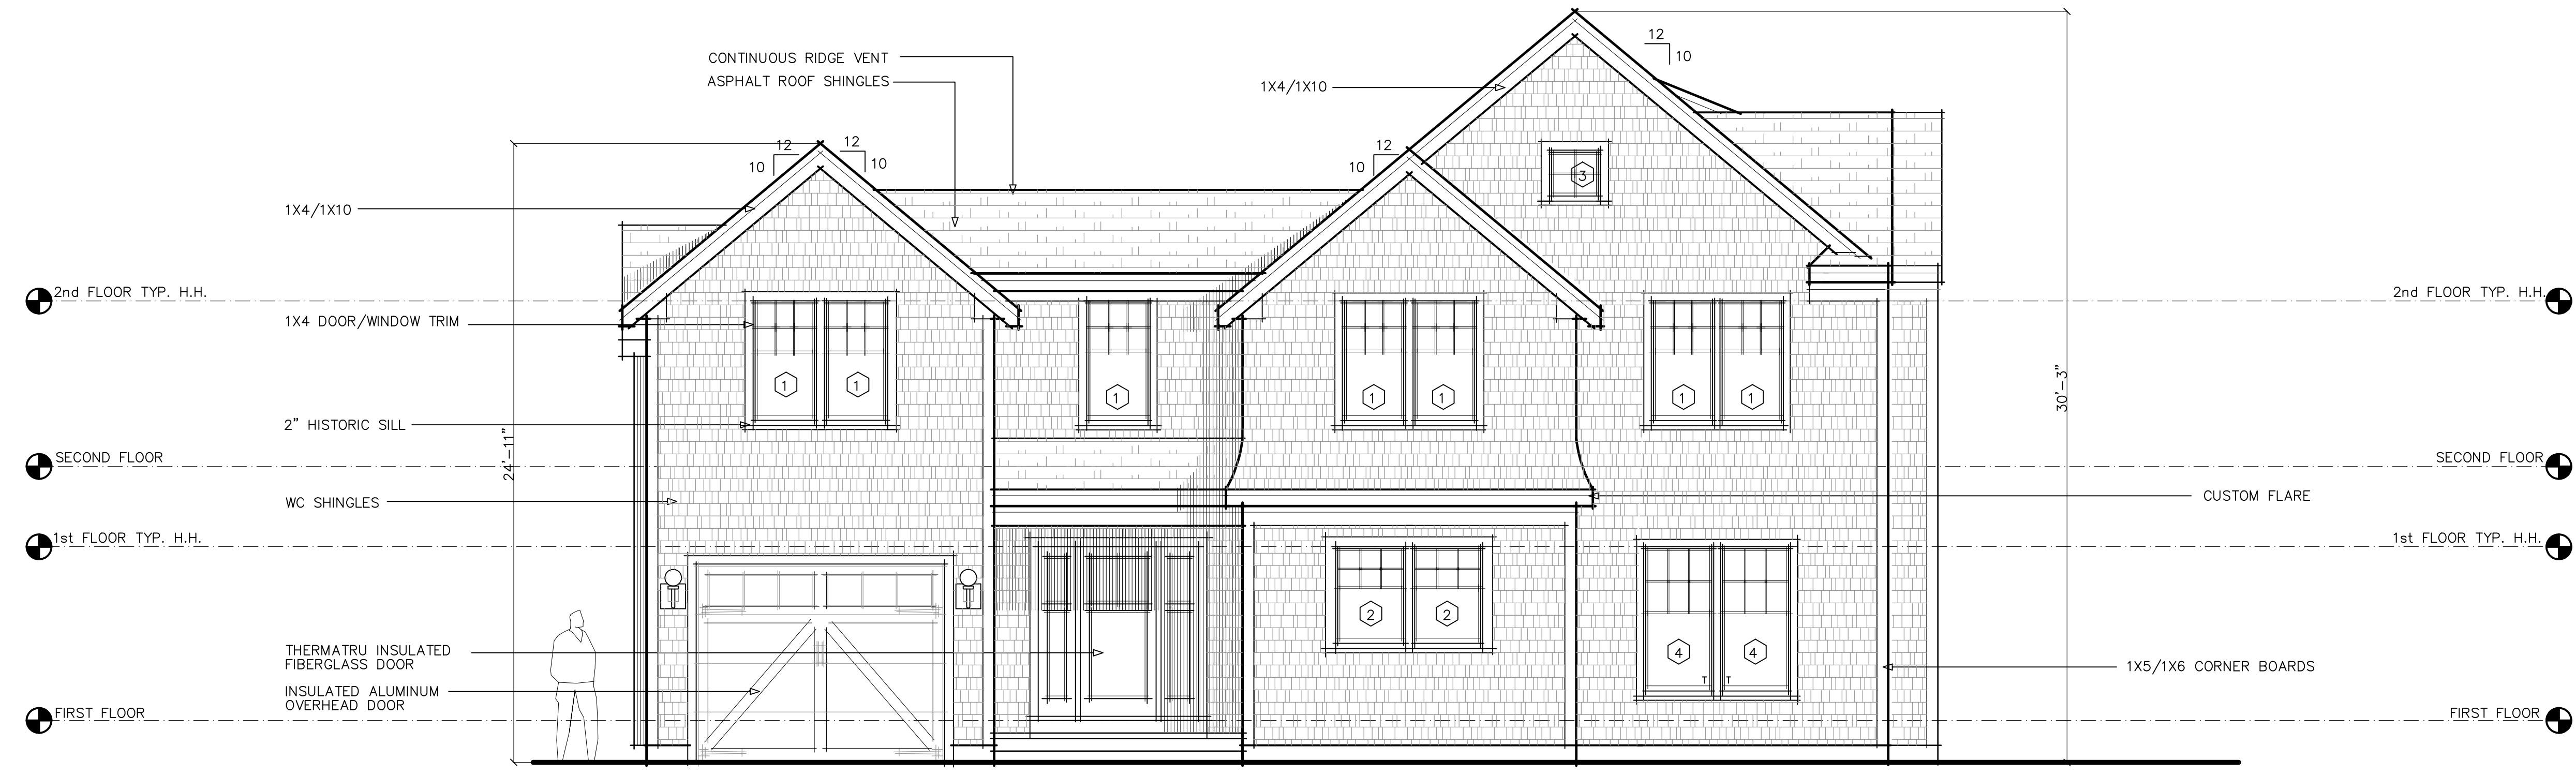 12
10
CONTINUOUS RIDGE VENT
ASPHALT ROOF SHINGLES
1X4/1X10
12
12
12
10
10
10
3
1X4/1X10
2nd FLOOR TYP. H.H.
2nd FLOOR TYP. H.H.
1X4 DOOR/WINDOW TRIM
1
1
1
1
1
1
1
30'-3"
2" HISTORIC SILL
24'-11"
SECOND FLOOR
SECOND FLOOR
WC SHINGLES
CUSTOM FLARE
1st FLOOR TYP. H.H.
1st FLOOR TYP. H.H.
2
2
THERMATRU INSULATED
FIBERGLASS DOOR
4
4
1X5/1X6 CORNER BOARDS
T
T
INSULATED ALUMINUM
OVERHEAD DOOR
FIRST FLOOR
FIRST FLOOR